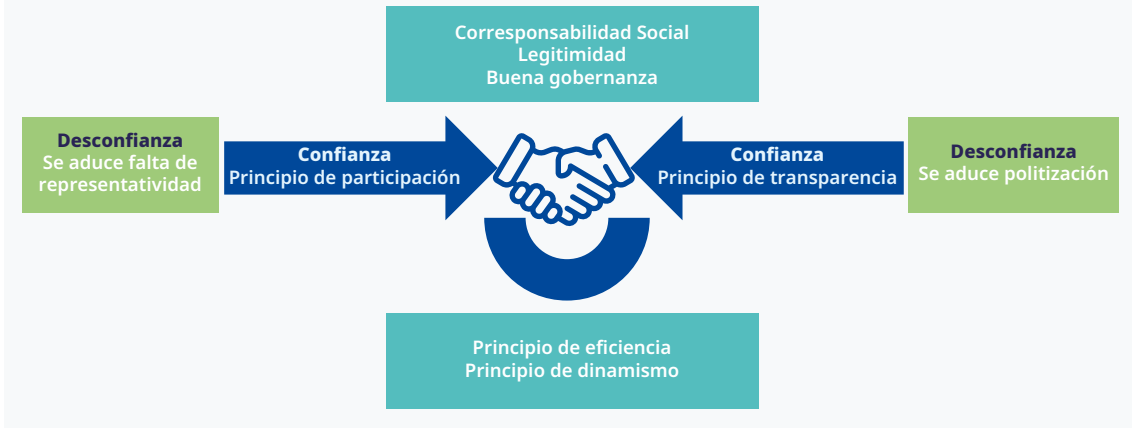 Corresponsabilidad Social
Legitimidad
Buena gobernanza
Desconfianza
Se aduce falta de
representatividad
Confianza
Principio de participación
Confianza
Principio de transparencia
Desconfianza
Se aduce politización
Principio de eficiencia
Principio de dinamismo